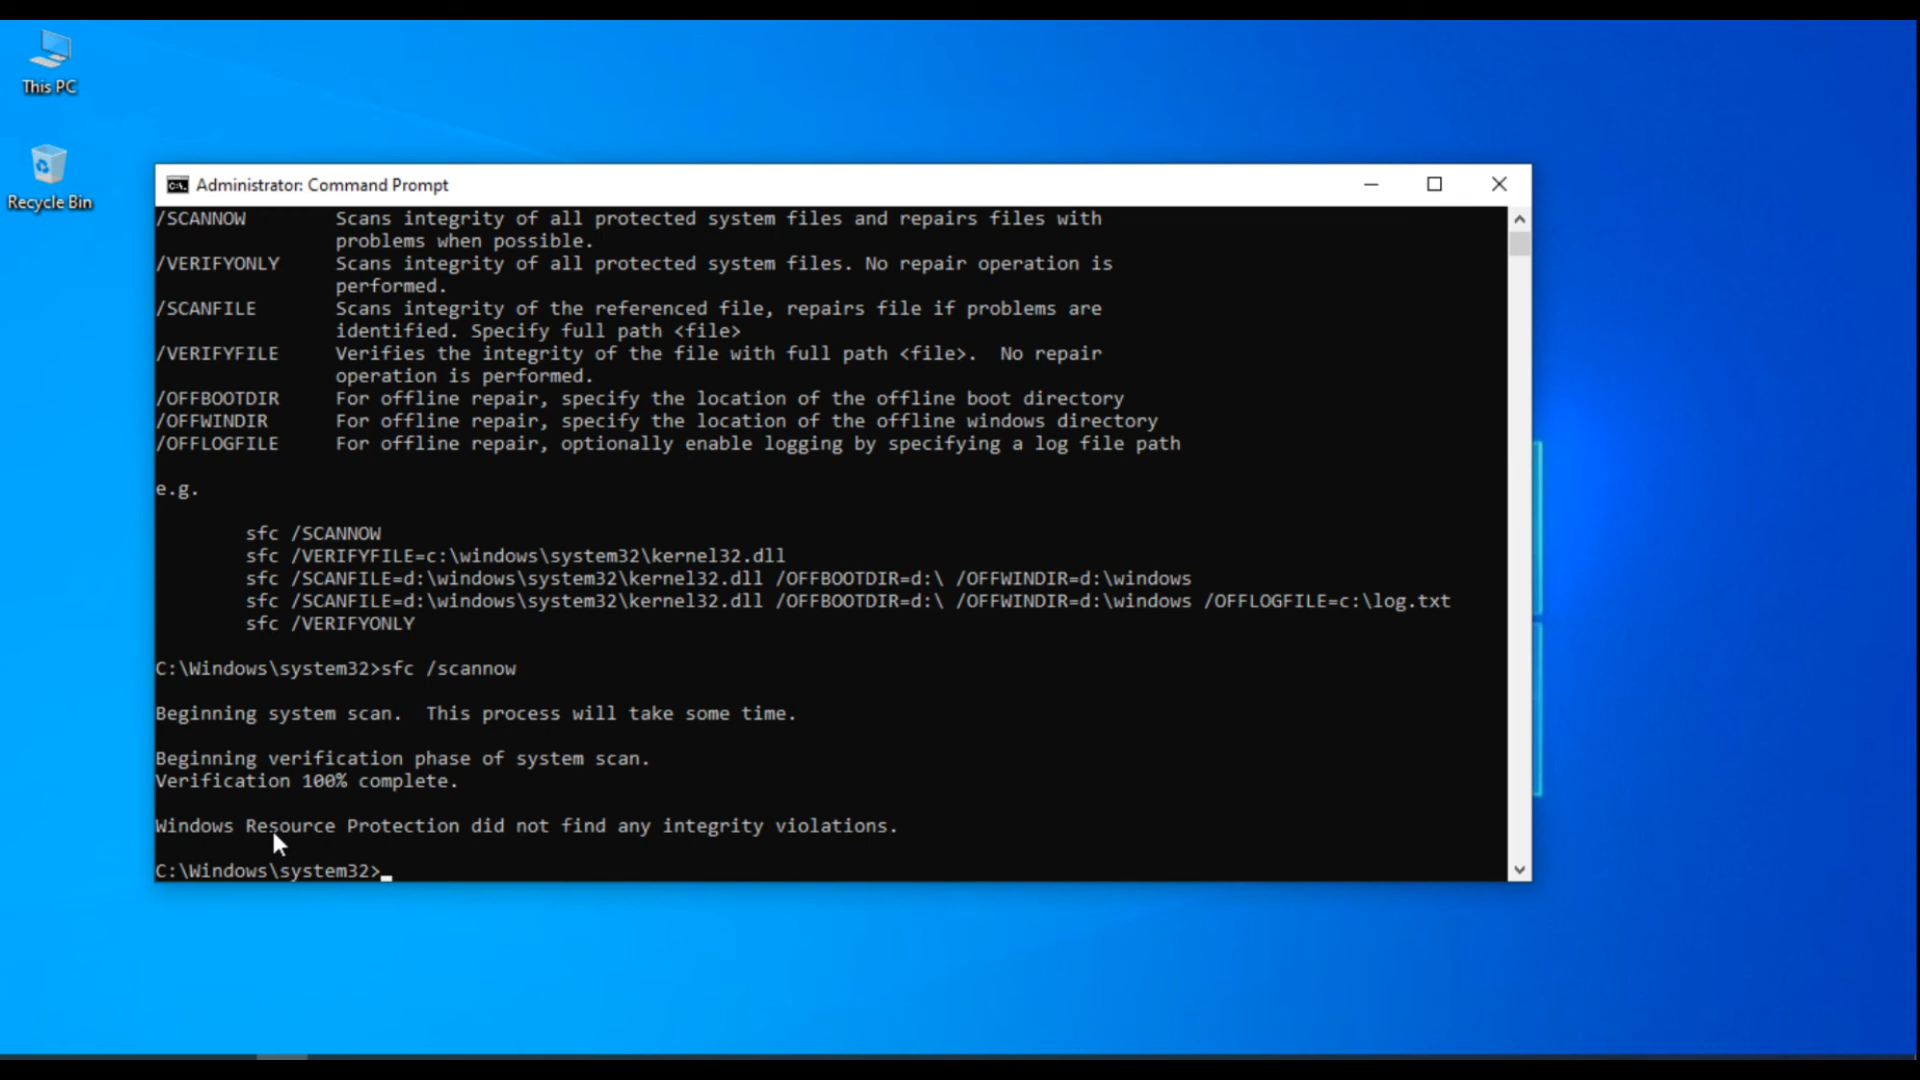 This PC
Recycle Bin
Administrator: Command Prompt
/SCANNOW        Scans integrity of all protected system files and repairs files with
                problems when possible.
/VERIFYONLY     Scans integrity of all protected system files. No repair operation is
                performed.
/SCANFILE       Scans integrity of the referenced file, repairs file if problems are
                identified. Specify full path <file>
/VERIFYFILE     Verifies the integrity of the file with full path <file>.  No repair
                operation is performed.
/OFFBOOTDIR     For offline repair, specify the location of the offline boot directory
/OFFWINDIR      For offline repair, specify the location of the offline windows directory
/OFFLOGFILE     For offline repair, optionally enable logging by specifying a log file path
e.g.
        sfc /SCANNOW
        sfc /VERIFYFILE=c:\windows\system32\kernel32.dll
        sfc /SCANFILE=d:\windows\system32\kernel32.dll /OFFBOOTDIR=d:\ /OFFWINDIR=d:\windows
        sfc /SCANFILE=d:\windows\system32\kernel32.dll /OFFBOOTDIR=d:\ /OFFWINDIR=d:\windows /OFFLOGFILE=c:\log.txt
        sfc /VERIFYONLY
C:\Windows\system32>sfc /scannow
Beginning system scan.  This process will take some time.
Beginning verification phase of system scan.
Verification 100% complete.
Windows Resource Protection did not find any integrity violations.
C:\Windows\system32>